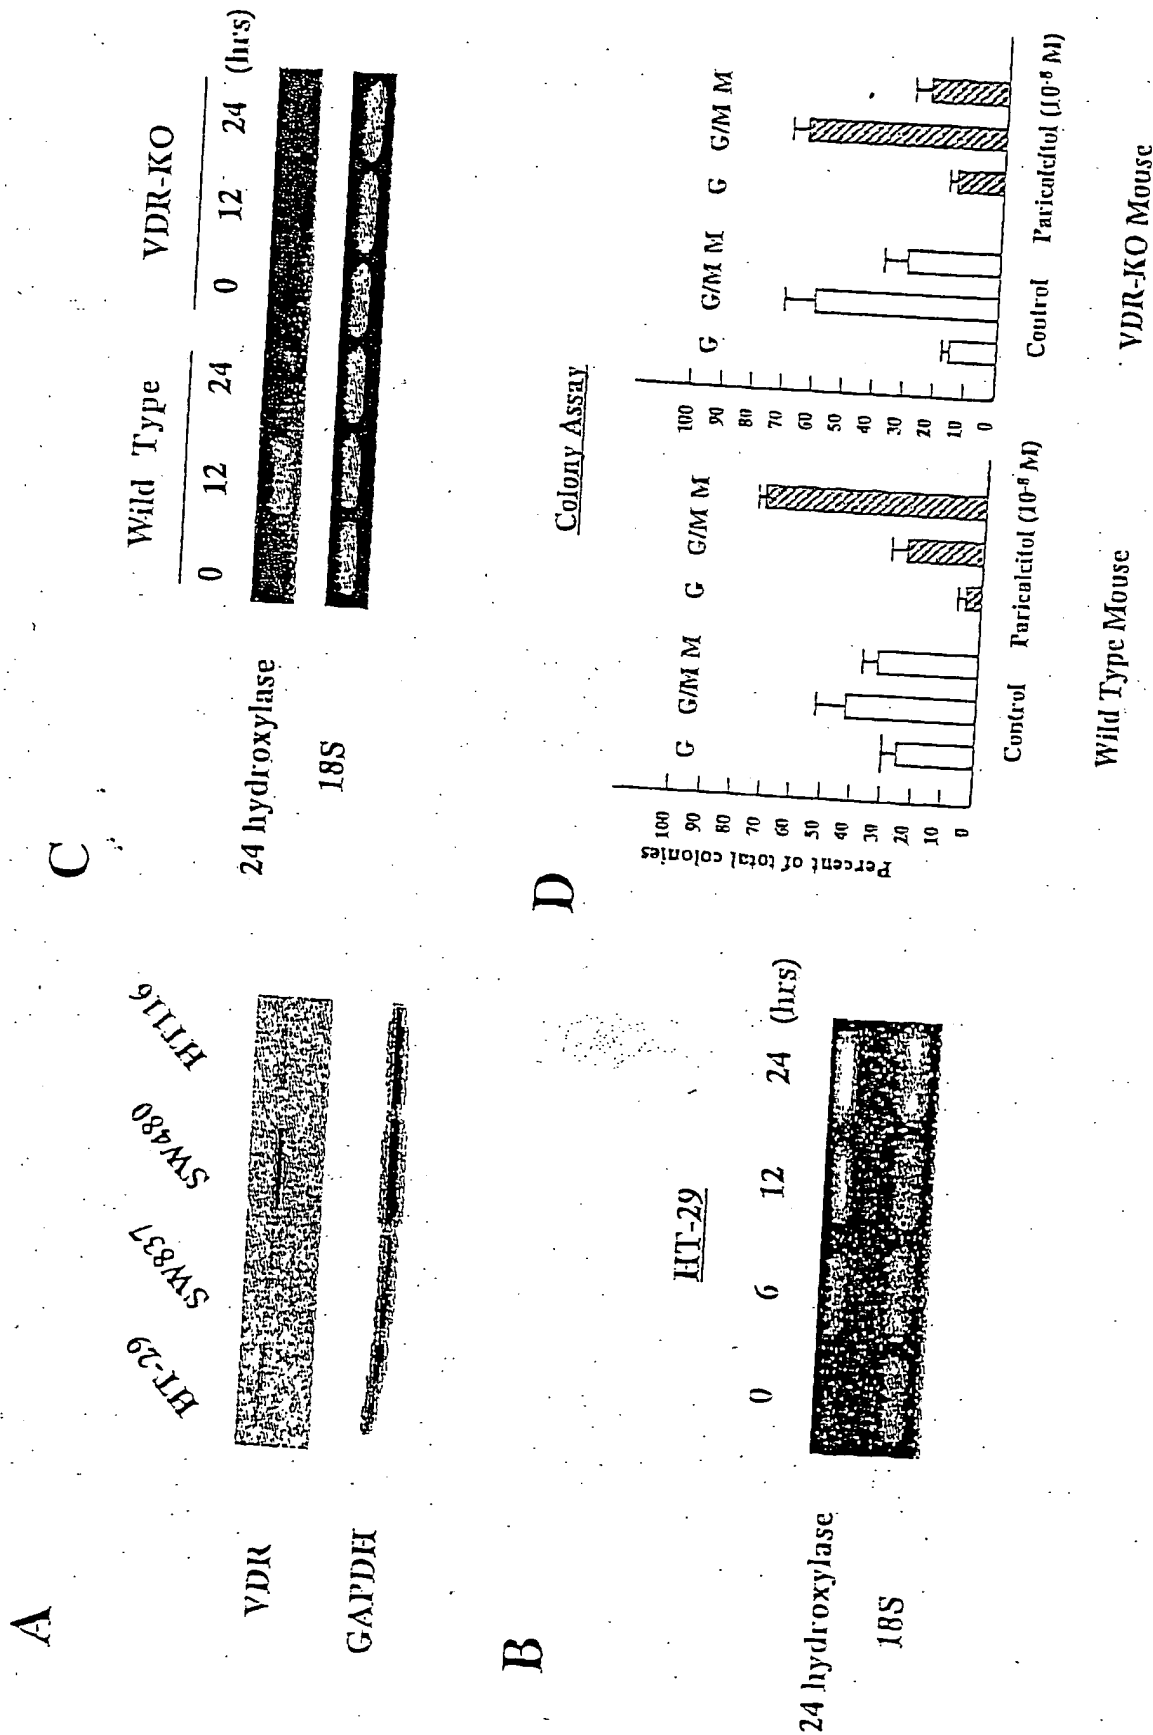 A
HT-29 SW837 SW480 HT116
VDR
GAPDH
B
HT-29
0 6 12 24 (hrs)
24 hydroxylase
18S
C
Wild Type VDR-KO
0 12 24 0 12 24 (hrs)
24 hydroxylase
18S
D
Colony Assay
Percent of total colonies
100
90
80
70
60
50
40
30
20
10
0
G G/M M G G/M M
Control Paricalcitol (10-8 M)
Wild Type Mouse
100
90
80
70
60
50
40
30
20
10
0
G G/M M G G/M M
Control Paricalcitol (10-8 M)
VDR-KO Mouse